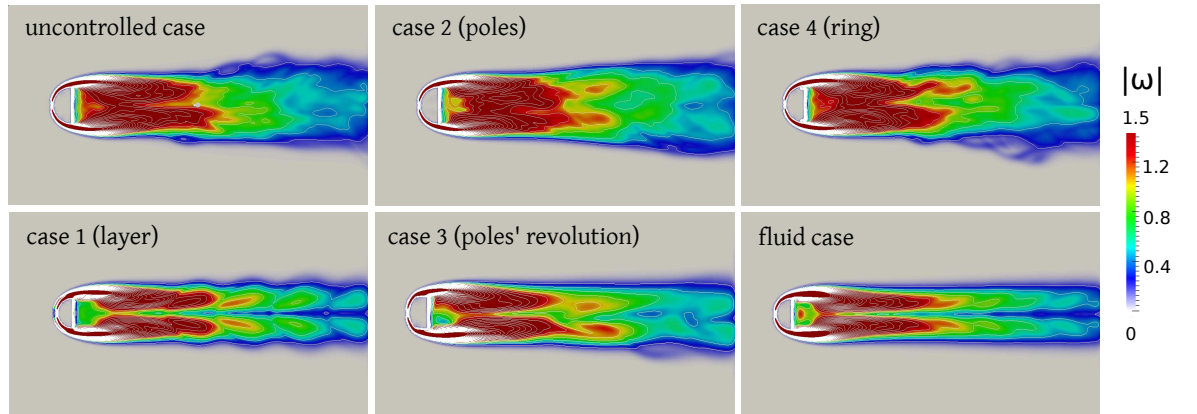 uncontrolled case
case 2 (poles)
case 4 (ring)
|ω|
1.5
1.2
0.8
0.4
0
case 1 (layer)
case 3 (poles' revolution)
fluid case